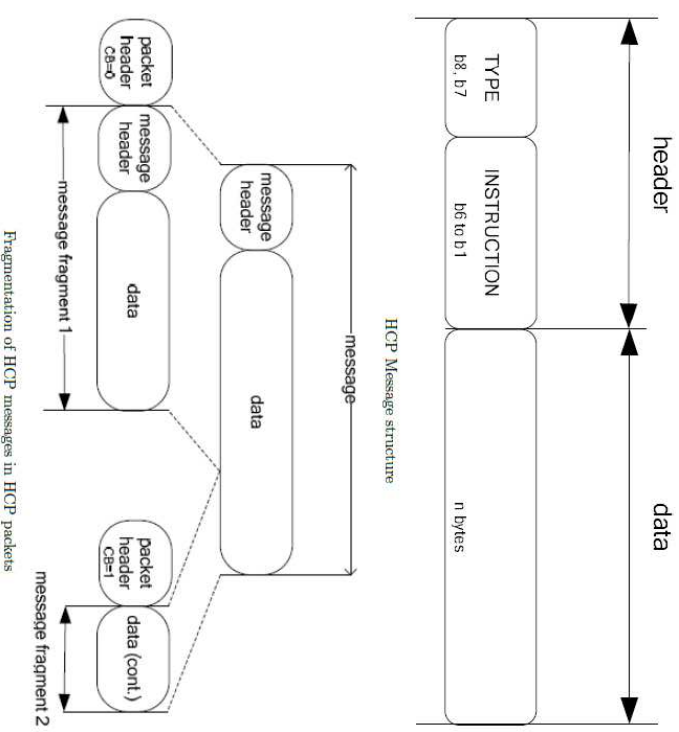 header
data
TYPE
b8, b7
INSTRUCTION
b6 to b1
n bytes
HCP Message structure
message
message
header
data
packet
header
CB=0
message
header
data
packet
header
CB=1
data (cont.)
message fragment 1
message fragment 2
Fragmentation of HCP messages in HCP packets